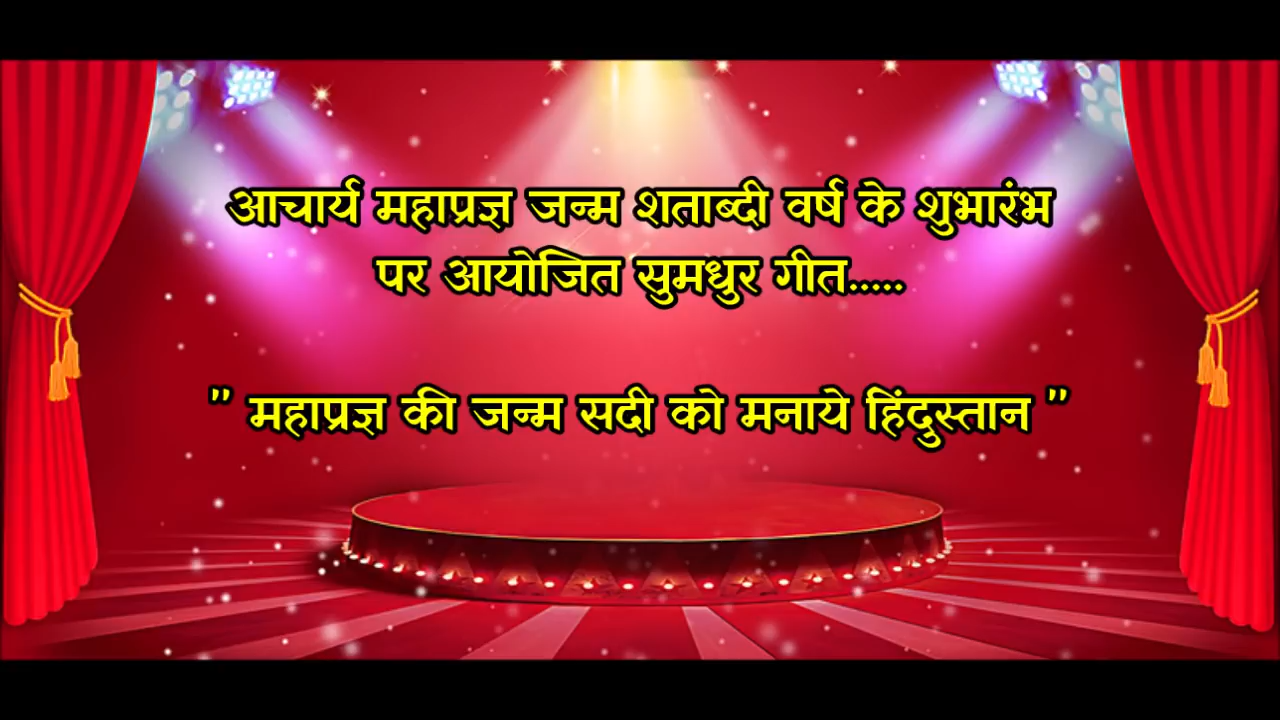 आचार्य महाप्रज्ञ जन्म शताब्दी वर्ष के शुभारंभ
पर आयोजित सुमधुर गीत.....
" महाप्रज्ञ की जन्म सदी को मनाये हिंदुस्तान "